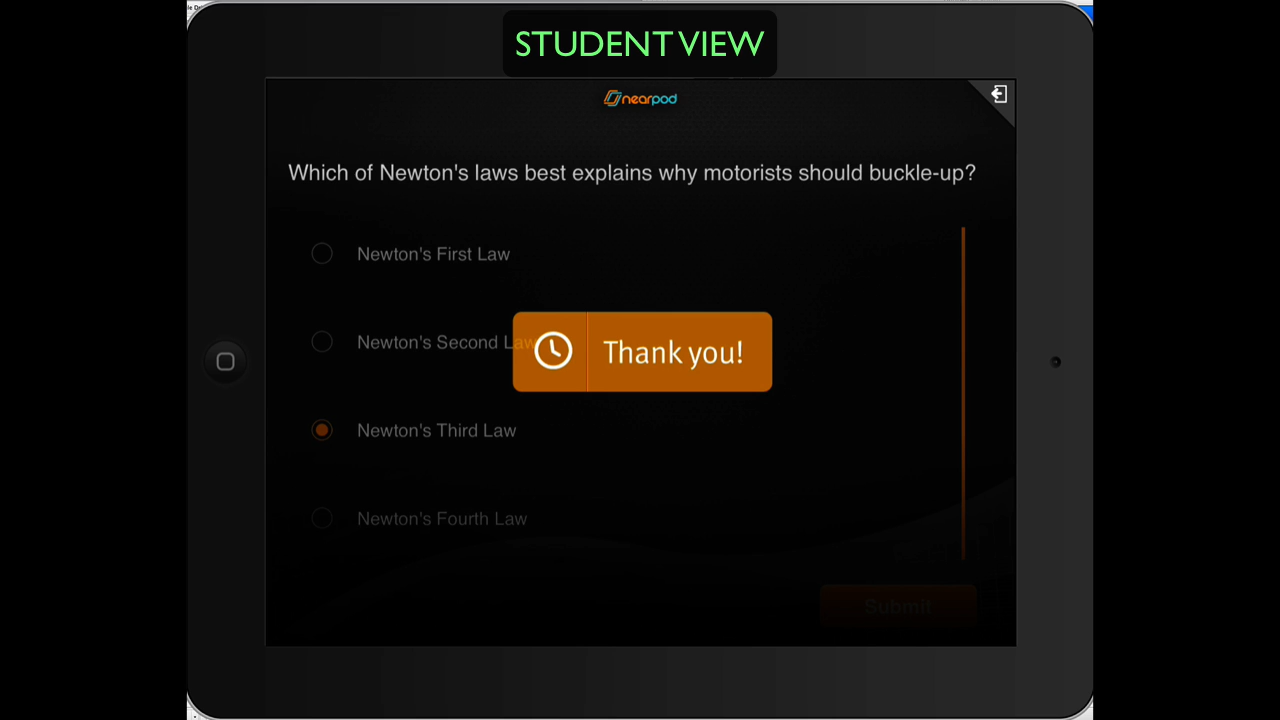 STUDENT VIEW
nearpod
Which of Newton's laws best explains why motorists should buckle-up?
Newton's First Law
Newton's Second Law
Thank you!
Newton's Third Law
Newton's Fourth Law
Submit